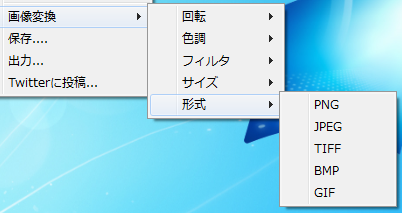 画像変換
保存....
出力...
Twitterに投稿...
回転
色調
フィルタ
サイズ
形式
PNG
JPEG
TIFF
BMP
GIF